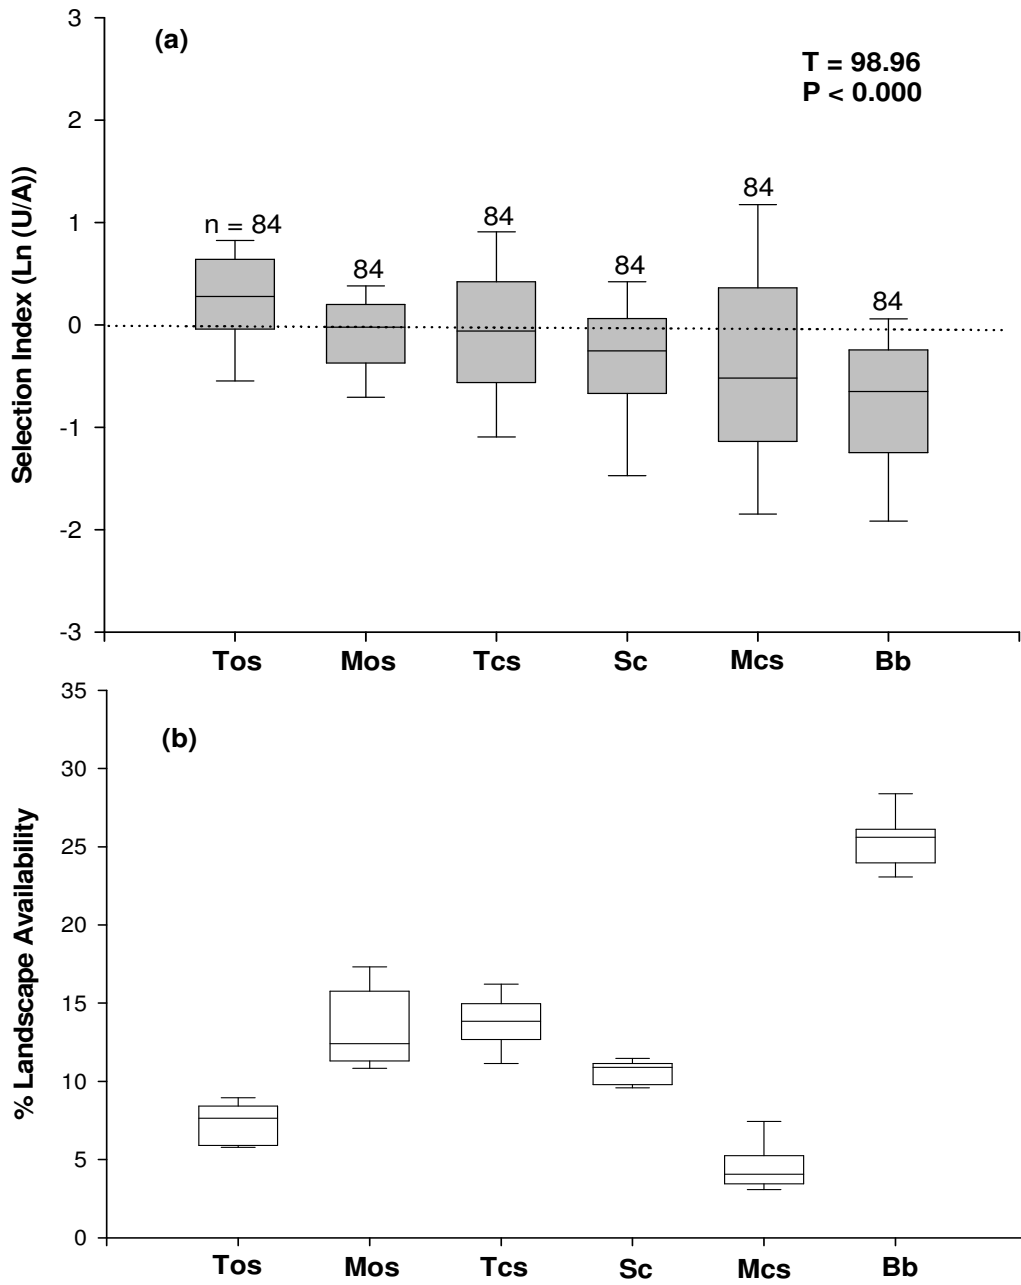 (a)
T = 98.96
P < 0.000
Selection Index (Ln (U/A))
3
2
1
0
-1
-2
-3
n = 84
84
84
84
84
84
Tos Mos Tcs Sc Mcs Bb
(b)
% Landscape Availability
35
30
25
20
15
10
5
0
Tos Mos Tcs Sc Mcs Bb